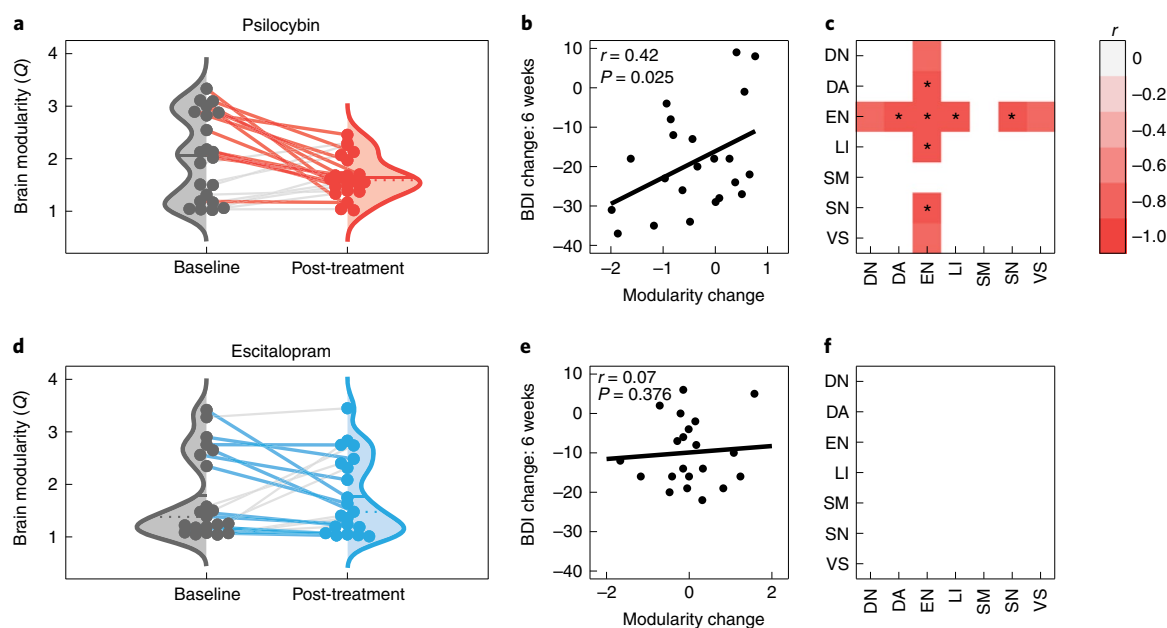 a
Psilocybin
Brain modularity (Q)
4
3
2
1
Baseline
Post-treatment
b
BDI change: 6 weeks
10
0
−10
−20
−30
−40
r = 0.42
P = 0.025
−2
−1
0
1
Modularity change
c
DN
DA
EN
LI
SM
SN
VS
*
* * * *
*
*
DN
DA
EN
LI
SM
SN
VS
r
0
−0.2
−0.4
−0.6
−0.8
−1.0
d
Escitalopram
Brain modularity (Q)
4
3
2
1
Baseline
Post-treatment
e
BDI change: 6 weeks
10
0
−10
−20
−30
−40
r = 0.07
P = 0.376
−2
0
2
Modularity change
f
DN
DA
EN
LI
SM
SN
VS
DN
DA
EN
LI
SM
SN
VS